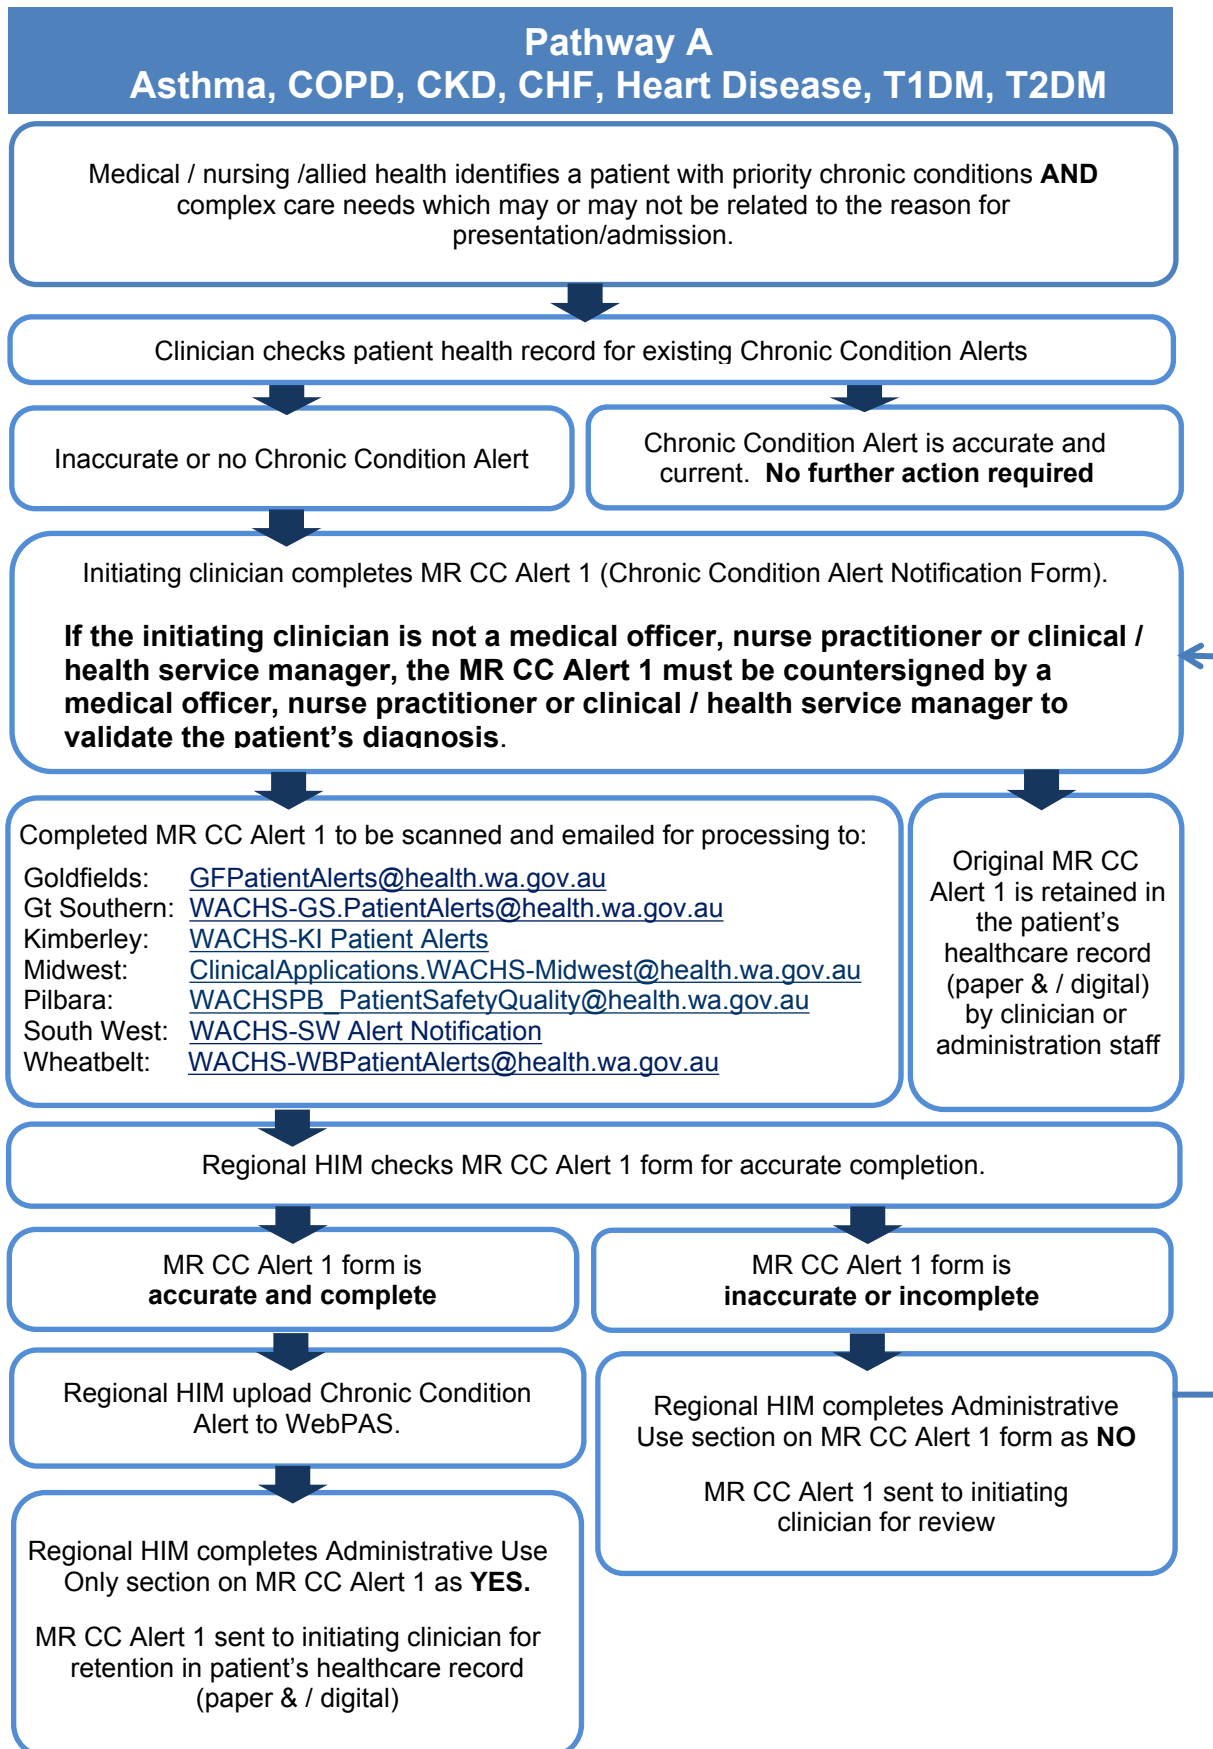 Pathway A
Asthma, COPD, CKD, CHF, Heart Disease, T1DM, T2DM
Medical / nursing /allied health identifies a patient with priority chronic conditions AND
complex care needs which may or may not be related to the reason for
presentation/admission.
Clinician checks patient health record for existing Chronic Condition Alerts
Inaccurate or no Chronic Condition Alert
Chronic Condition Alert is accurate and
current. No further action required
Initiating clinician completes MR CC Alert 1 (Chronic Condition Alert Notification Form).
If the initiating clinician is not a medical officer, nurse practitioner or clinical /
health service manager, the MR CC Alert 1 must be countersigned by a
medical officer, nurse practitioner or clinical / health service manager to
validate the patient's diagnosis.
Completed MR CC Alert 1 to be scanned and emailed for processing to:
Goldfields: GFPatientAlerts@health.wa.gov.au
Gt Southern: WACHS-GS.PatientAlerts@health.wa.gov.au
Kimberley: WACHS-KI Patient Alerts
Midwest: ClinicalApplications.WACHS-Midwest@health.wa.gov.au
Pilbara: WACHSPB_PatientSafetyQuality@health.wa.gov.au
South West: WACHS-SW Alert Notification
Wheatbelt: WACHS-WBPatientAlerts@health.wa.gov.au
Original MR CC
Alert 1 is retained in
the patient's
healthcare record
(paper & / digital)
by clinician or
administration staff
Regional HIM checks MR CC Alert 1 form for accurate completion.
MR CC Alert 1 form is
accurate and complete
MR CC Alert 1 form is
inaccurate or incomplete
Regional HIM upload Chronic Condition
Alert to WebPAS.
Regional HIM completes Administrative
Use section on MR CC Alert 1 form as NO
MR CC Alert 1 sent to initiating
clinician for review
Regional HIM completes Administrative Use
Only section on MR CC Alert 1 as YES.
MR CC Alert 1 sent to initiating clinician for
retention in patient's healthcare record
(paper & / digital)